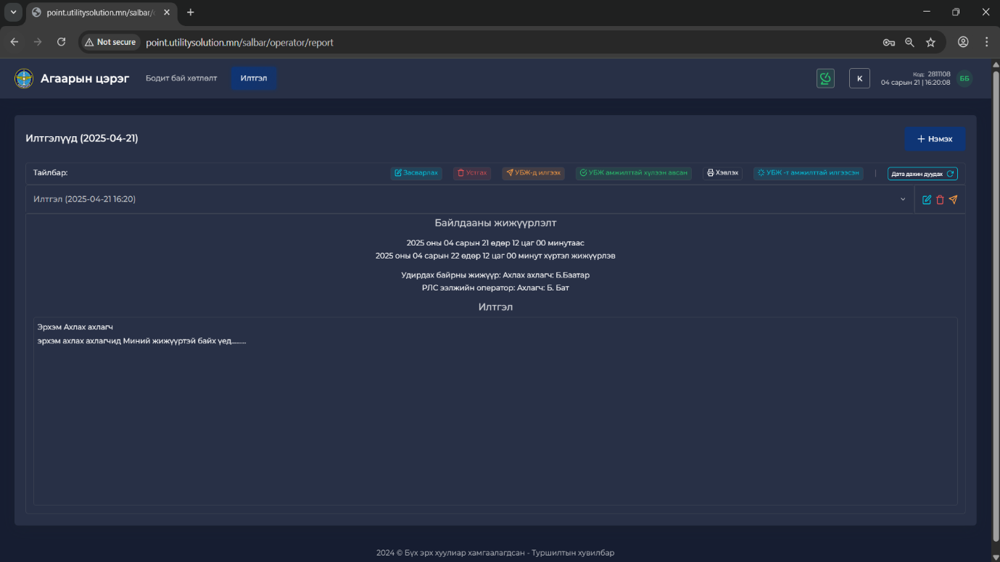 point.utilitysolution.mn/salbar/
Not secure point.utilitysolution.mn/salbar/operator/report
Агаарын цэрэг Бодит бай хөтлөлт Илтгэл K Код: 2811108 ББ
04 сарын 21 | 16:20:08
Илтгэлүүд (2025-04-21) Нэмэх
Тайлбар: Засварлах Устгах УБЖ-д илгээх УБЖ амжилттай хүлээн авсан Хэвлэх УБЖ -т амжилттай илгээсэн | Дата дахин дуудах
Илтгэл (2025-04-21 16:20)
Байлдааны жижүүрлэлт
2025 оны 04 сарын 21 өдөр 12 цаг 00 минутаас
2025 оны 04 сарын 22 өдөр 12 цаг 00 минут хүртэл жижүүрлэв
Удирдах байрны жижүүр: Ахлах ахлагч: Б.Баатар
РЛС ээлжийн оператор: Ахлагч: Б. Бат
Илтгэл
Эрхэм Ахлах ахлагч
эрхэм ахлах ахлагчид Миний жижүүртэй байх үед.........
2024 © Бүх эрх хуулиар хамгаалагдсан - Туршилтын хувилбар